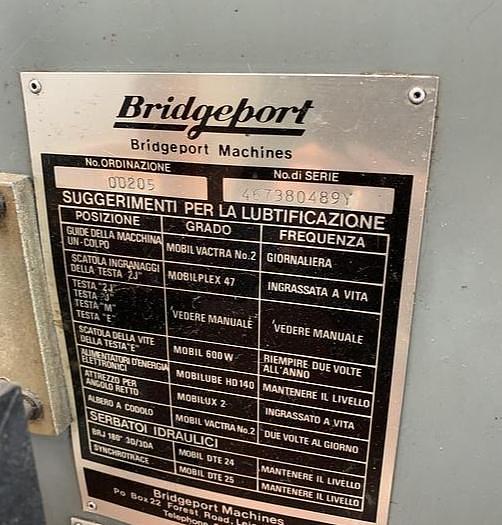 Bridgeport
Bridgeport Machines
No. ORDINAZIONE No. di SERIE
00205 467380489Y
SUGGERIMENTI PER LA LUBTIFICAZIONE
POSIZIONE GRADO FREQUENZA
GUIDE DELLA MACCHINA
UN-COLPO MOBIL VACTRA No.2 GIORNALIERA
SCATOLA INGRANAGGI
DELLA TESTA 2J" MOBILPLEX 47 INGRASSATA A VITA
TESTA "2J"
TESTA "J"
TESTA "M" VEDERE MANUALE VEDERE MANUALE
TESTA "E"
SCATOLA DELLA VITE
DELLA TESTA"E" MOBIL 600W RIEMPIRE DUE VOLTE
ALL'ANNO
ALIMENTATORI D'ENERGIA
ELETTRONICI MOBILUBE HD140 MANTENERE IL LIVELLO
ATTREZZO PER
ANGOLO RETTO MOBILUX 2 INGRASSATO A VITA
ALBERO A CODOLO MOBIL VACTRA No.2 DUE VOLTE AL GIORNO
SERBATOI IDRAULICI
BRJ 180° 30/30A MOBIL DTE 24 MANTENERE IL LIVELLO
SYNCHROTRACE MOBIL DTE 25 MANTENERE IL LIVELLO
Bridgeport Machines
Po Box 22 Forest Road,
Telephone